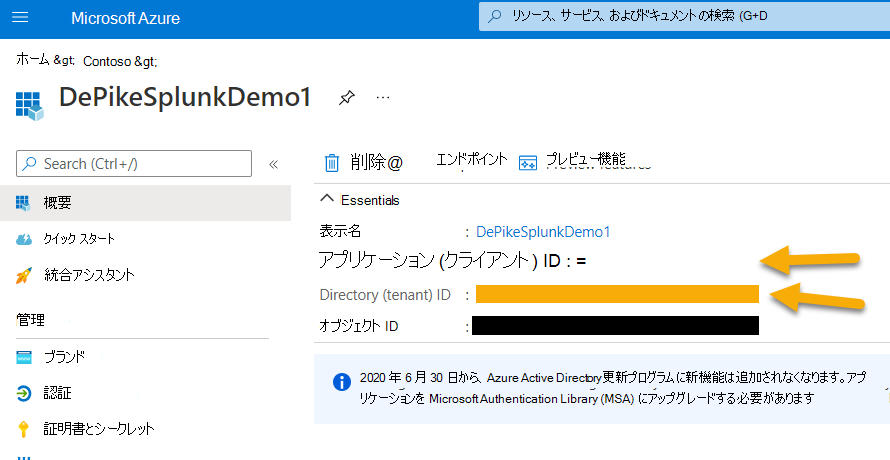 Microsoft Azure
リソース、サービス、およびドキュメントの検索 (G+D
ホーム &gt; Contoso &gt;
DePikeSplunkDemo1
Search (Ctrl+/)
概要
クイック スタート
統合アシスタント
管理
ブランド
認証
証明書とシークレット
削除@ エンドポイント プレビュー機能
Essentials
表示名 : DePikeSplunkDemo1
アプリケーション (クライアント) ID : =
Directory (tenant) ID :
オブジェクト ID :
2020 年 6 月 30 日から、Azure Active Directory更新プログラムに新機能は追加されなくなります。アプ
リケーションを Microsoft Authentication Library (MSA) にアップグレードする必要があります